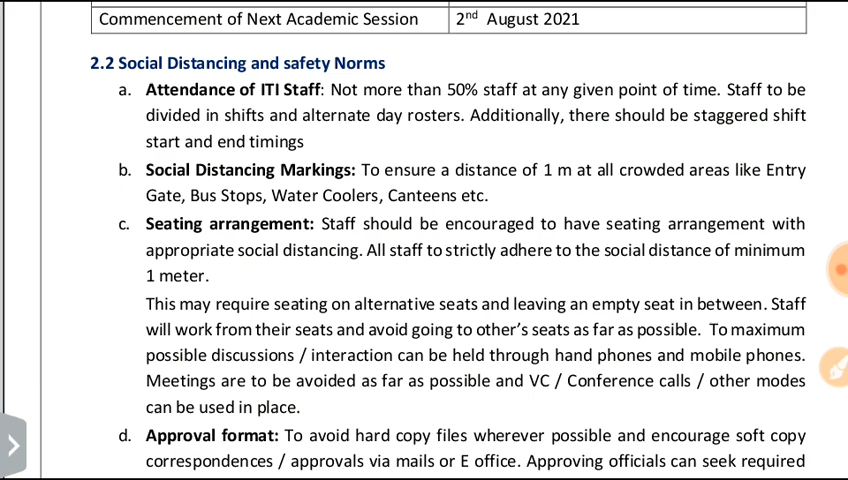 Commencement of Next Academic Session 2nd August 2021
2.2 Social Distancing and safety Norms
a. Attendance of ITI Staff: Not more than 50% staff at any given point of time. Staff to be
divided in shifts and alternate day rosters. Additionally, there should be staggered shift
start and end timings
b. Social Distancing Markings: To ensure a distance of 1 m at all crowded areas like Entry
Gate, Bus Stops, Water Coolers, Canteens etc.
c. Seating arrangement: Staff should be encouraged to have seating arrangement with
appropriate social distancing. All staff to strictly adhere to the social distance of minimum
1 meter.
This may require seating on alternative seats and leaving an empty seat in between. Staff
will work from their seats and avoid going to other's seats as far as possible. To maximum
possible discussions / interaction can be held through hand phones and mobile phones.
Meetings are to be avoided as far as possible and VC / Conference calls / other modes
can be used in place.
d. Approval format: To avoid hard copy files wherever possible and encourage soft copy
correspondences / approvals via mails or E office. Approving officials can seek required